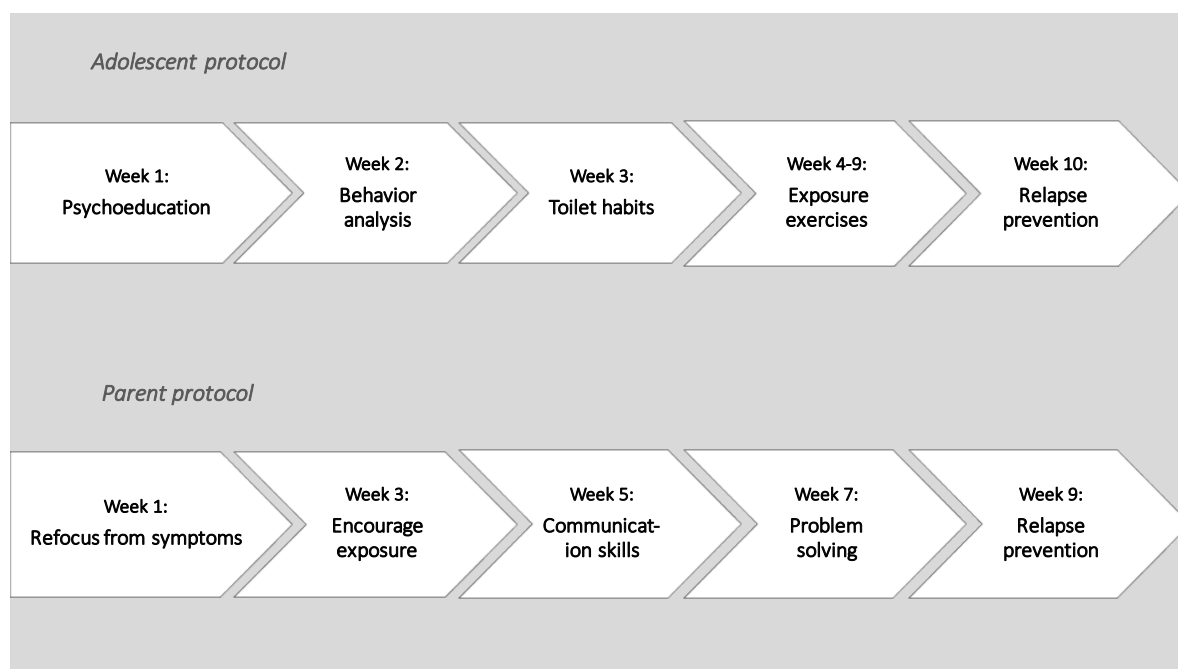 Adolescent protocol
Week 1:
Psychoeducation
Week 2:
Behavior
analysis
Week 3:
Toilet habits
Week 4-9:
Exposure
exercises
Week 10:
Relapse
prevention
Parent protocol
Week 1:
Refocus from symptoms
Week 3:
Encourage
exposure
Week 5:
Communicat-
ion skills
Week 7:
Problem
solving
Week 9:
Relapse
prevention